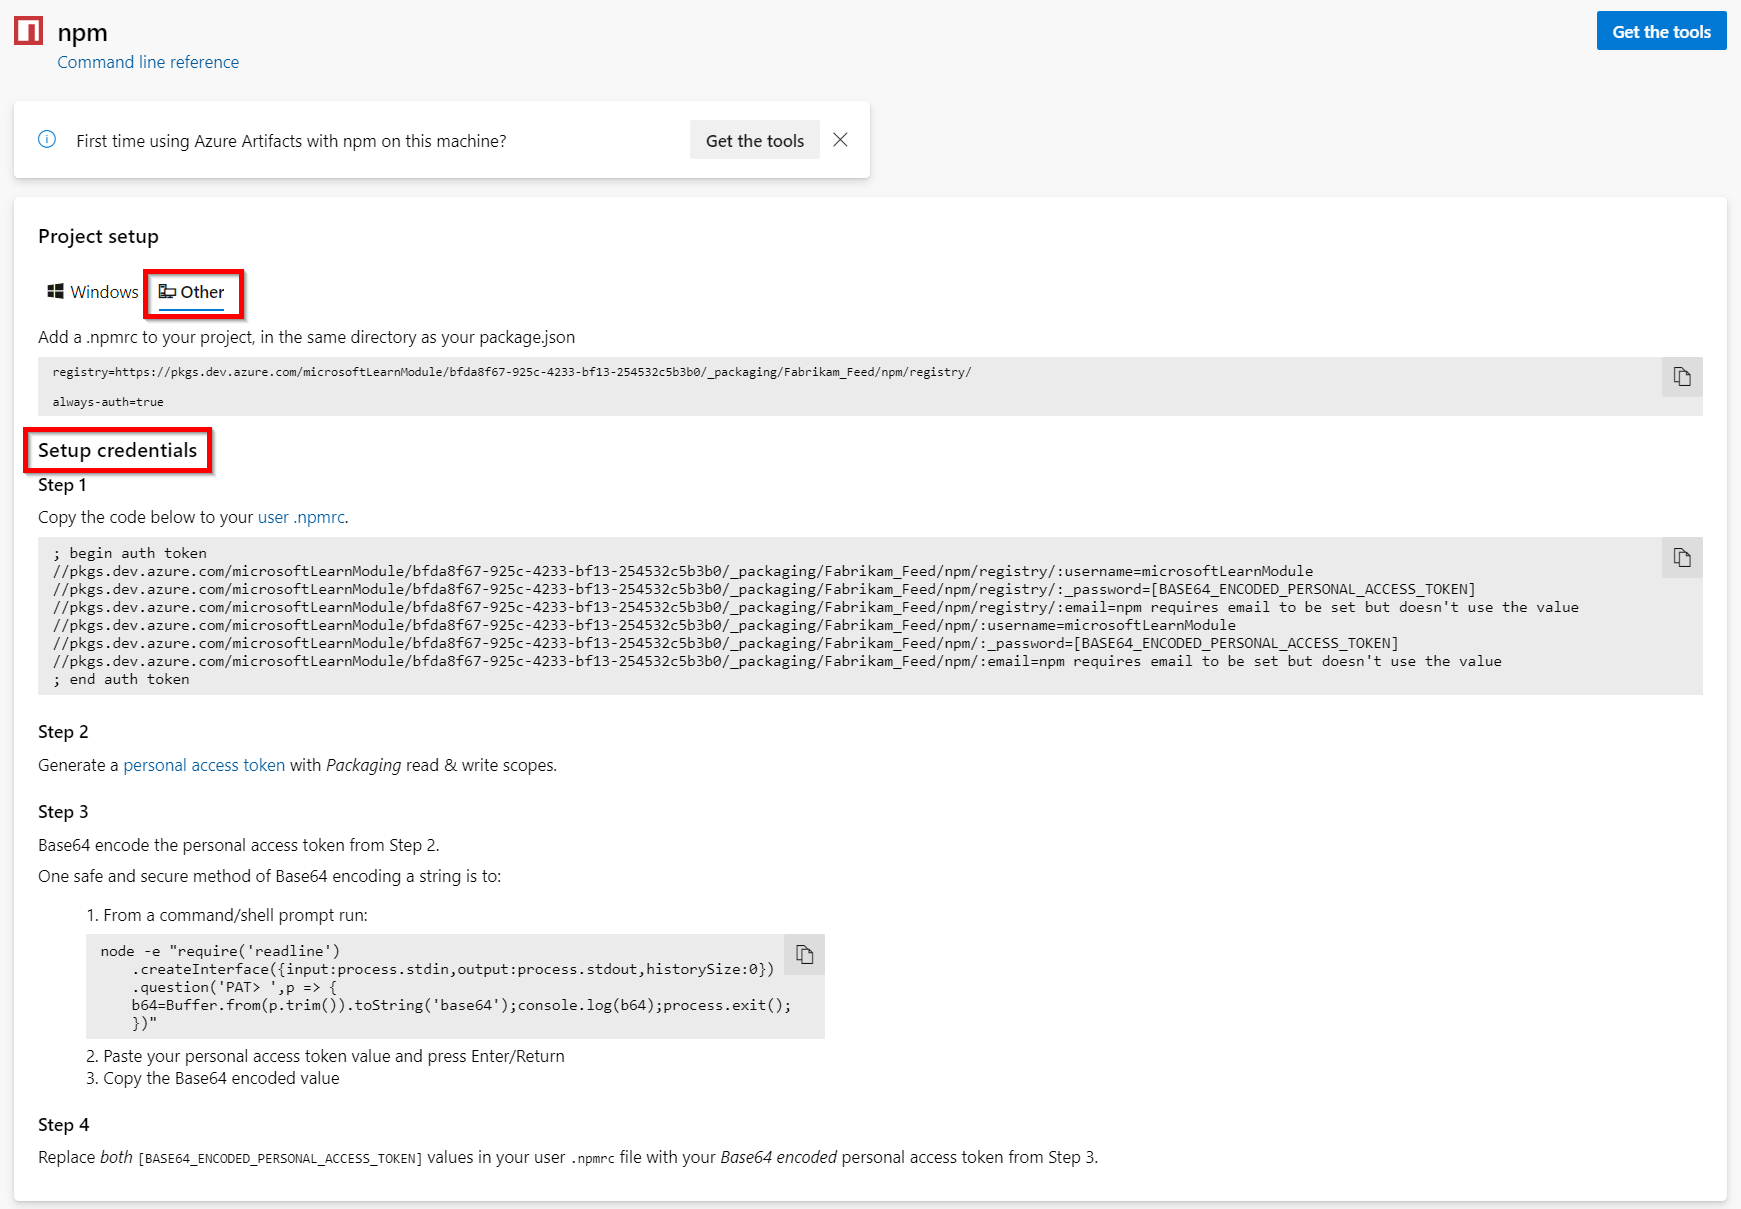 npm
Get the tools
Command line reference
First time using Azure Artifacts with npm on this machine?
Get the tools
Project setup
Windows
Other
Add a .npmrc to your project, in the same directory as your package.json
registry=https://pkgs.dev.azure.com/microsoftLearnModule/bfda8f67-925c-4233-bf13-254532c5b3b0/_packaging/Fabrikam_Feed/npm/registry/
always-auth=true
Setup credentials
Step 1
Copy the code below to your user .npmrc.
; begin auth token
//pkgs.dev.azure.com/microsoftLearnModule/bfda8f67-925c-4233-bf13-254532c5b3b0/_packaging/Fabrikam_Feed/npm/registry/:username=microsoftLearnModule
//pkgs.dev.azure.com/microsoftLearnModule/bfda8f67-925c-4233-bf13-254532c5b3b0/_packaging/Fabrikam_Feed/npm/registry/:_password=[BASE64_ENCODED_PERSONAL_ACCESS_TOKEN]
//pkgs.dev.azure.com/microsoftLearnModule/bfda8f67-925c-4233-bf13-254532c5b3b0/_packaging/Fabrikam_Feed/npm/registry/:email=npm requires email to be set but doesn't use the value
//pkgs.dev.azure.com/microsoftLearnModule/bfda8f67-925c-4233-bf13-254532c5b3b0/_packaging/Fabrikam_Feed/npm/:username=microsoftLearnModule
//pkgs.dev.azure.com/microsoftLearnModule/bfda8f67-925c-4233-bf13-254532c5b3b0/_packaging/Fabrikam_Feed/npm/:_password=[BASE64_ENCODED_PERSONAL_ACCESS_TOKEN]
//pkgs.dev.azure.com/microsoftLearnModule/bfda8f67-925c-4233-bf13-254532c5b3b0/_packaging/Fabrikam_Feed/npm/:email=npm requires email to be set but doesn't use the value
; end auth token
Step 2
Generate a personal access token with Packaging read & write scopes.
Step 3
Base64 encode the personal access token from Step 2.
One safe and secure method of Base64 encoding a string is to:
1. From a command/shell prompt run:
node -e "require('readline')
.createInterface({input:process.stdin,output:process.stdout,historySize:0})
.question('PAT> ',p => {
b64=Buffer.from(p.trim()).toString('base64');console.log(b64);process.exit();
})"
2. Paste your personal access token value and press Enter/Return
3. Copy the Base64 encoded value
Step 4
Replace both [BASE64_ENCODED_PERSONAL_ACCESS_TOKEN] values in your user .npmrc file with your Base64 encoded personal access token from Step 3.